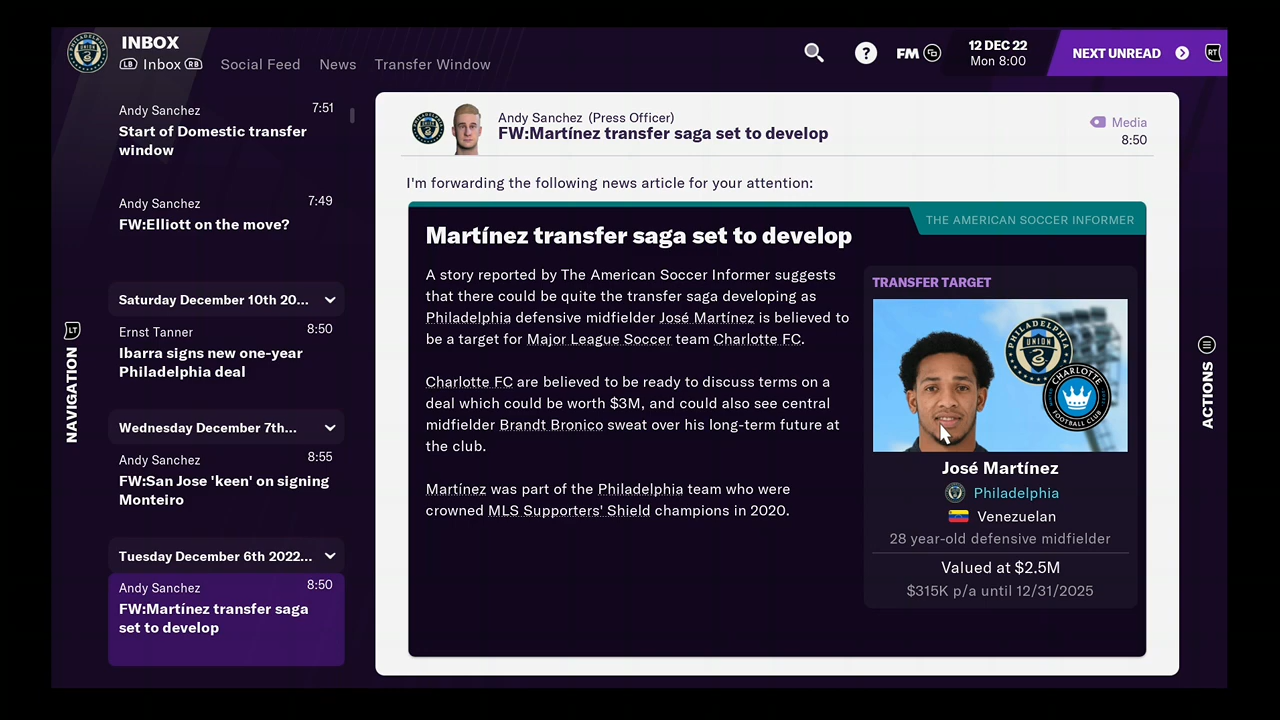 INBOX
LB Inbox RB
Social Feed
News
Transfer Window
?
FM
12 DEC 22
Mon 8:00
NEXT UNREAD
RT
Andy Sanchez
7:51
Start of Domestic transfer
window
Andy Sanchez
7:49
FW:Elliott on the move?
Saturday December 10th 20...
Ernst Tanner
8:50
Ibarra signs new one-year
Philadelphia deal
Wednesday December 7th...
Andy Sanchez
8:55
FW:San Jose 'keen' on signing
Monteiro
Tuesday December 6th 2022...
Andy Sanchez
8:50
FW:Martínez transfer saga
set to develop
LT
NAVIGATION
Andy Sanchez (Press Officer)
FW:Martínez transfer saga set to develop
Media
8:50
I'm forwarding the following news article for your attention:
THE AMERICAN SOCCER INFORMER
Martínez transfer saga set to develop
A story reported by The American Soccer Informer suggests
that there could be quite the transfer saga developing as
Philadelphia defensive midfielder José Martínez is believed to
be a target for Major League Soccer team Charlotte FC.
Charlotte FC are believed to be ready to discuss terms on a
deal which could be worth $3M, and could also see central
midfielder Brandt Bronico sweat over his long-term future at
the club.
Martínez was part of the Philadelphia team who were
crowned MLS Supporters' Shield champions in 2020.
TRANSFER TARGET
PHILADELPHIA
UNION
CHARLOTTE
FOOTBALL CLUB
José Martínez
Philadelphia
Venezuelan
28 year-old defensive midfielder
Valued at $2.5M
$315K p/a until 12/31/2025
ACTIONS